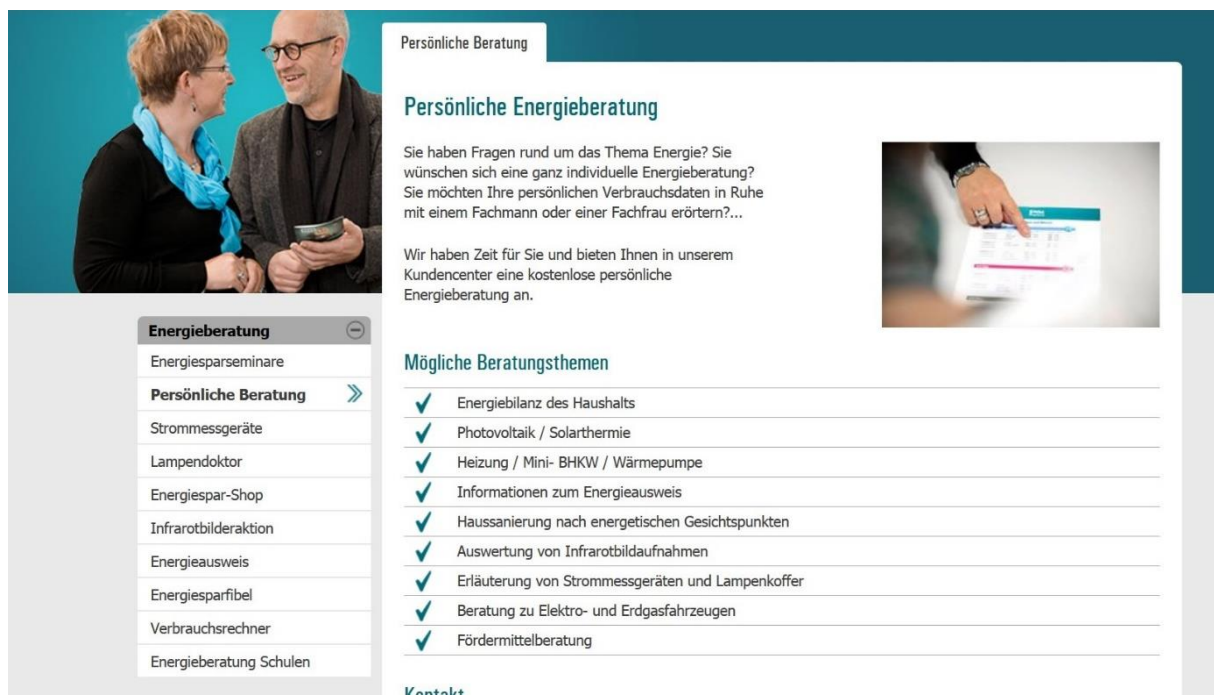 Persönliche Beratung
Persönliche Energieberatung
Sie haben Fragen rund um das Thema Energie? Sie
wünschen sich eine ganz individuelle Energieberatung?
Sie möchten Ihre persönlichen Verbrauchsdaten in Ruhe
mit einem Fachmann oder einer Fachfrau erörtern?...
Wir haben Zeit für Sie und bieten Ihnen in unserem
Kundencenter eine kostenlose persönliche
Energieberatung an.
Energieberatung
Energiesparseminare
Persönliche Beratung
Strommessgeräte
Lampendoktor
Energiespar-Shop
Infrarotbilderaktion
Energieausweis
Energiesparfibel
Verbrauchsrechner
Energieberatung Schulen
Mögliche Beratungsthemen
Energiebilanz des Haushalts
Photovoltaik / Solarthermie
Heizung / Mini- BHKW / Wärmepumpe
Informationen zum Energieausweis
Haussanierung nach energetischen Gesichtspunkten
Auswertung von Infrarotbildaufnahmen
Erläuterung von Strommessgeräten und Lampenkoffer
Beratung zu Elektro- und Erdgasfahrzeugen
Fördermittelberatung
Kontakt